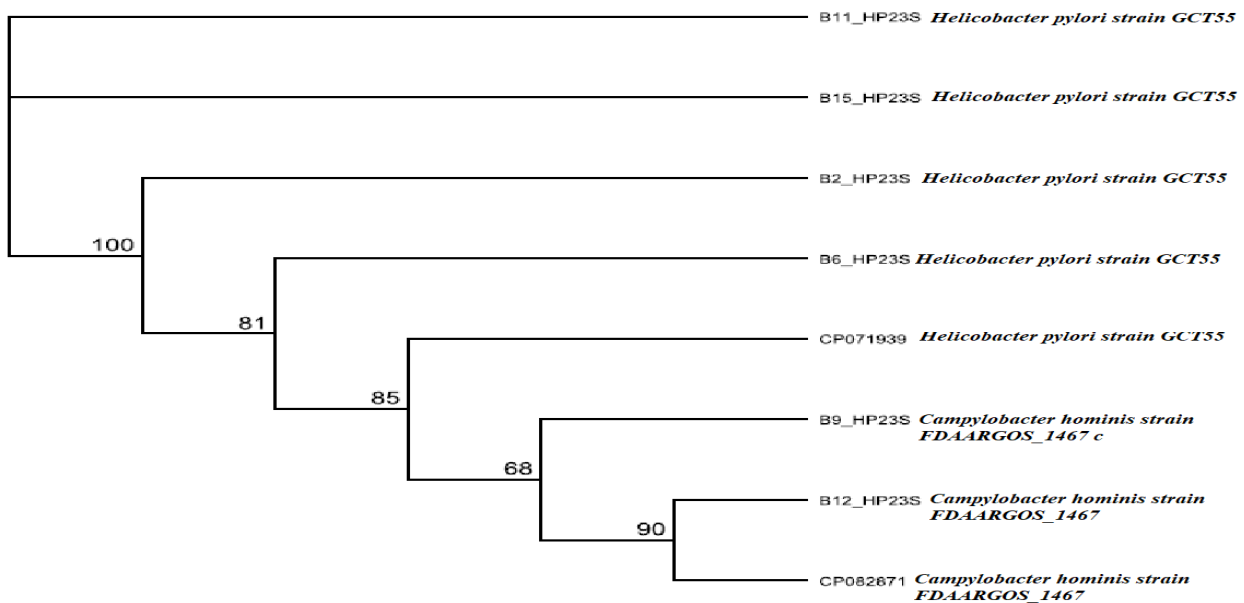 B11_HP23S Helicobacter pylori strain GCT55
B15_HP23S Helicobacter pylori strain GCT55
B2_HP23S Helicobacter pylori strain GCT55
100
B6_HP23S Helicobacter pylori strain GCT55
81
CP071939 Helicobacter pylori strain GCT55
85
B9_HP23S Campylobacter hominis strain
FDAARGOS_1467 c
68
B12_HP23S Campylobacter hominis strain
FDAARGOS_1467
90
CP082871 Campylobacter hominis strain
FDAARGOS_1467